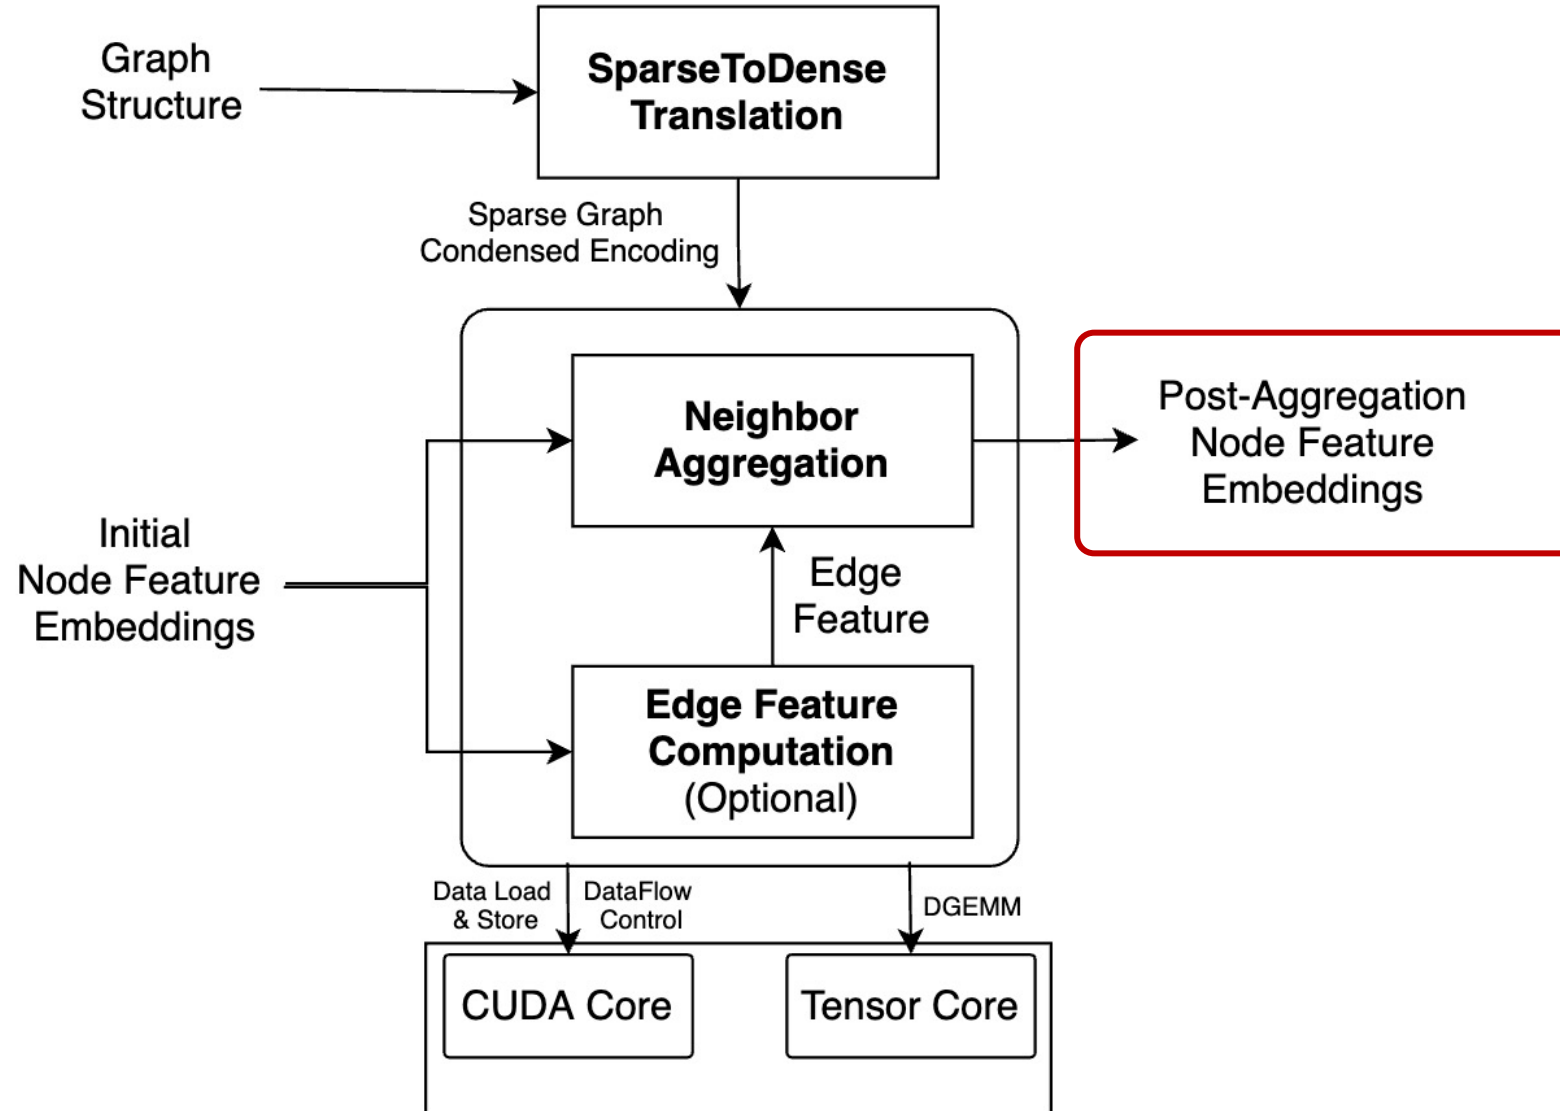 Graph
Structure
SparseToDense
Translation
Sparse Graph
Condensed Encoding
Neighbor
Aggregation
Post-Aggregation
Node Feature
Embeddings
Initial
Node Feature
Embeddings
Edge
Feature
Edge Feature
Computation
(Optional)
Data Load
& Store
DataFlow
Control
DGEMM
CUDA Core
Tensor Core